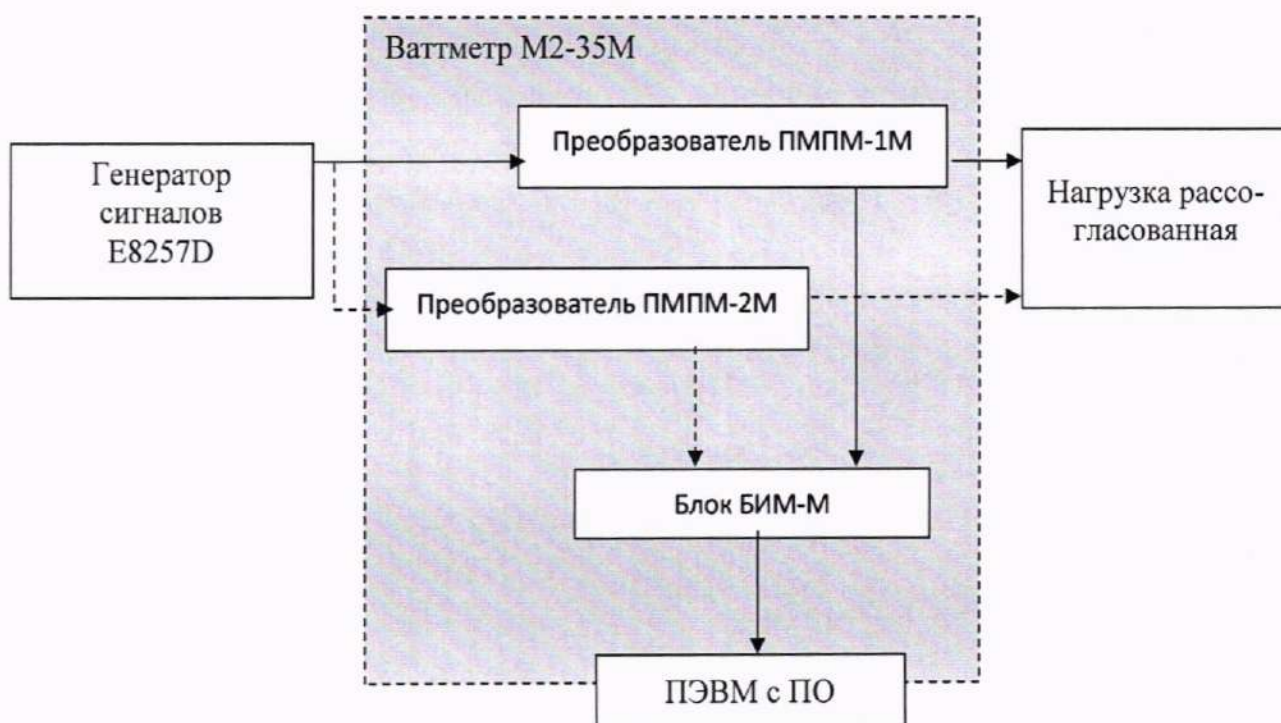 Ваттметр М2-35М
Преобразователь ПМПМ-1М
Генератор
сигналов
E8257D
Нагрузка рассо-
гласованная
Преобразователь ПМПМ-2М
Блок БИМ-М
ПЭВМ с ПО